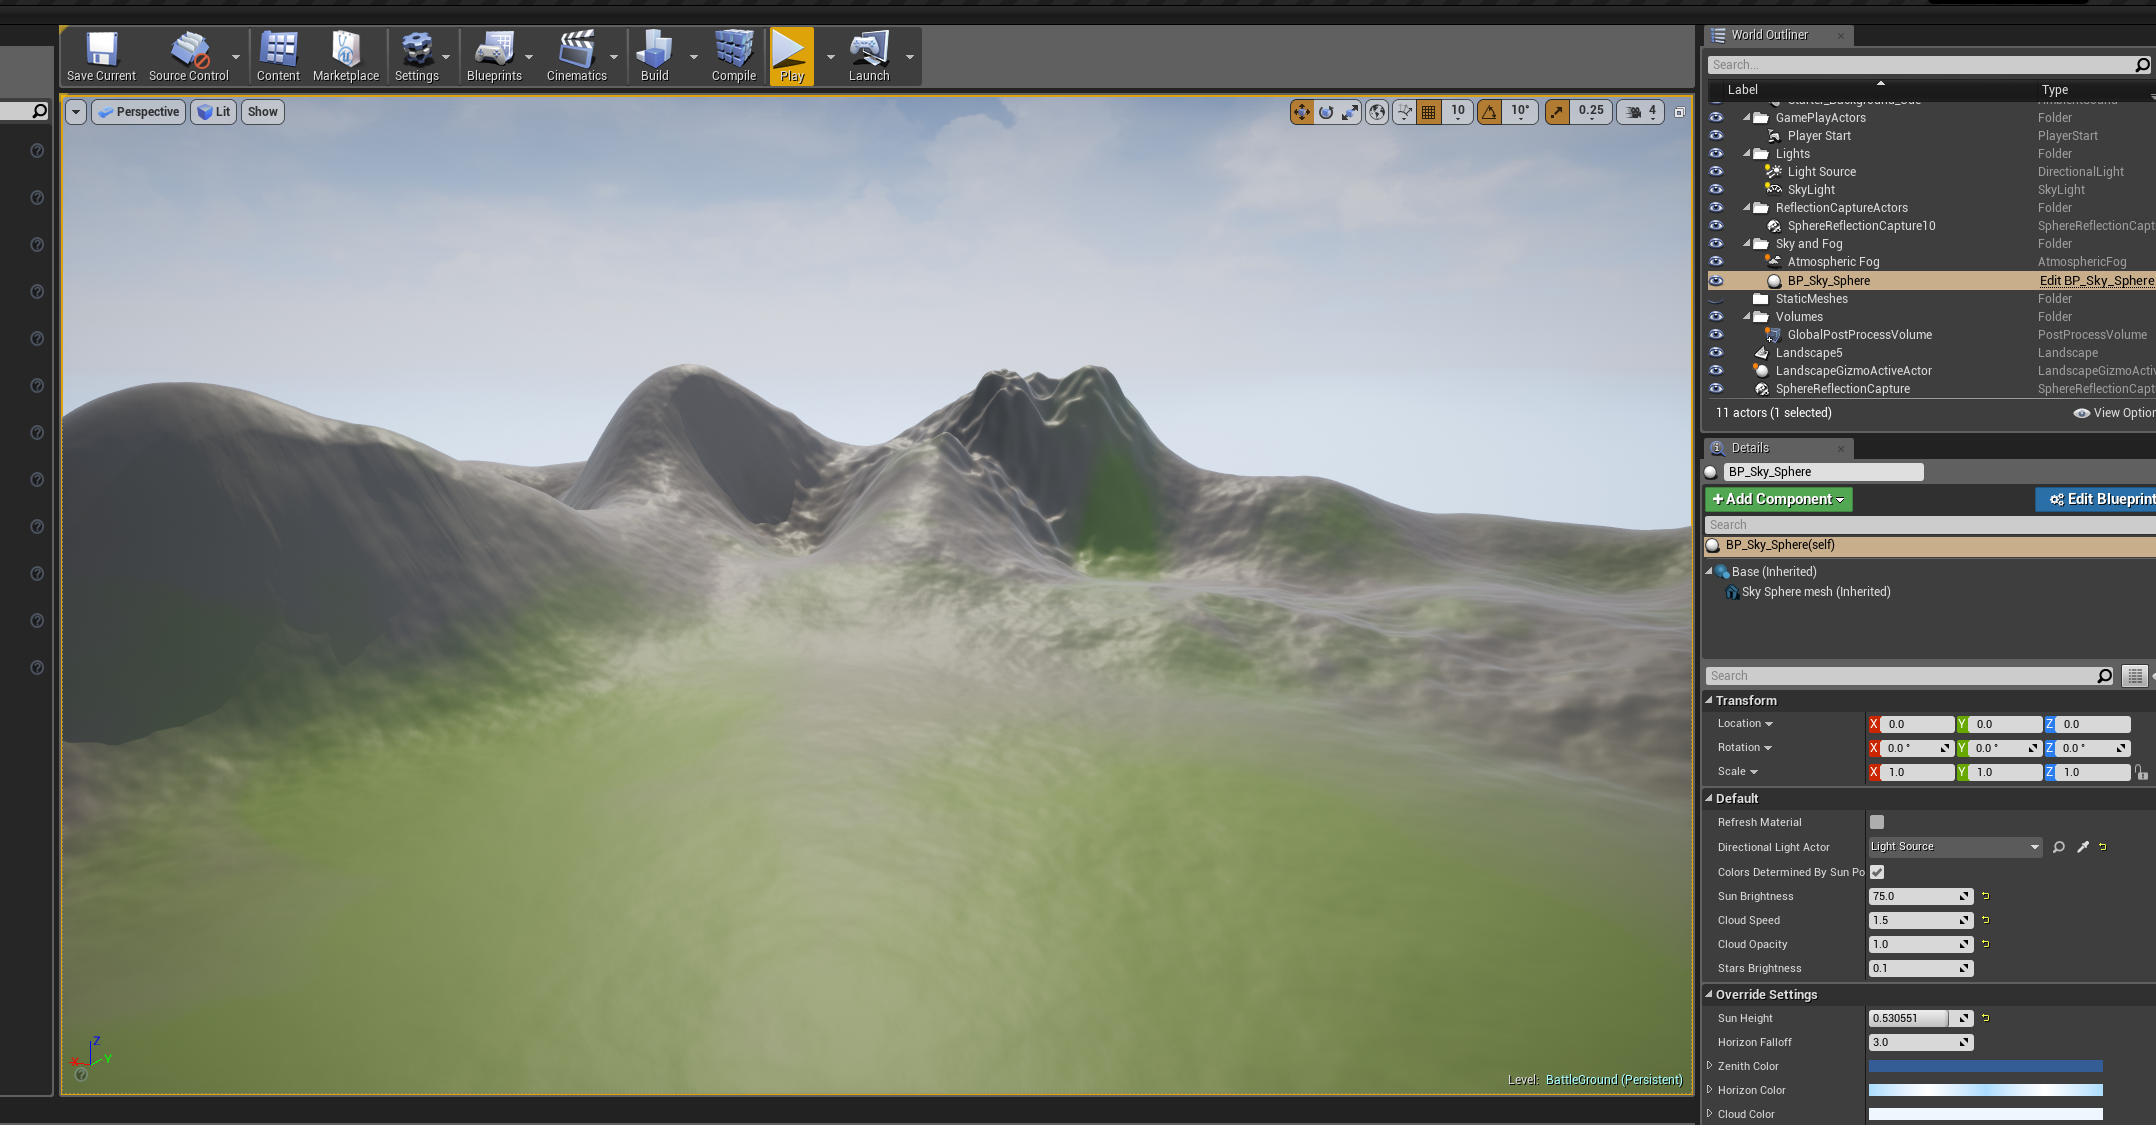 Save Current
Source Control
Content
Marketplace
Settings
Blueprints
Cinematics
Build
Compile
Play
Launch
Perspective
Lit
Show
10
10°
0.25
4
Level: BattleGround (Persistent)
World Outliner
Search...
Label Type
GamePlayActors Folder
Player Start PlayerStart
Lights Folder
Light Source DirectionalLight
SkyLight SkyLight
ReflectionCaptureActors Folder
SphereReflectionCapture10 SphereReflectionCapt
Sky and Fog Folder
Atmospheric Fog AtmosphericFog
BP_Sky_Sphere Edit BP_Sky_Sphere
StaticMeshes Folder
Volumes Folder
GlobalPostProcessVolume PostProcessVolume
Landscape5 Landscape
LandscapeGizmoActiveActor LandscapeGizmoActiv
SphereReflectionCapture SphereReflectionCapt
11 actors (1 selected) View Option
Details
BP_Sky_Sphere
+Add Component Edit Blueprint
Search
BP_Sky_Sphere(self)
Base (Inherited)
Sky Sphere mesh (Inherited)
Search
Transform
Location X 0.0 Y 0.0 Z 0.0
Rotation X 0.0 ° Y 0.0 ° Z 0.0 °
Scale X 1.0 Y 1.0 Z 1.0
Default
Refresh Material
Directional Light Actor Light Source
Colors Determined By Sun Po
Sun Brightness 75.0
Cloud Speed 1.5
Cloud Opacity 1.0
Stars Brightness 0.1
Override Settings
Sun Height 0.530551
Horizon Falloff 3.0
Zenith Color
Horizon Color
Cloud Color
Z
X
Y